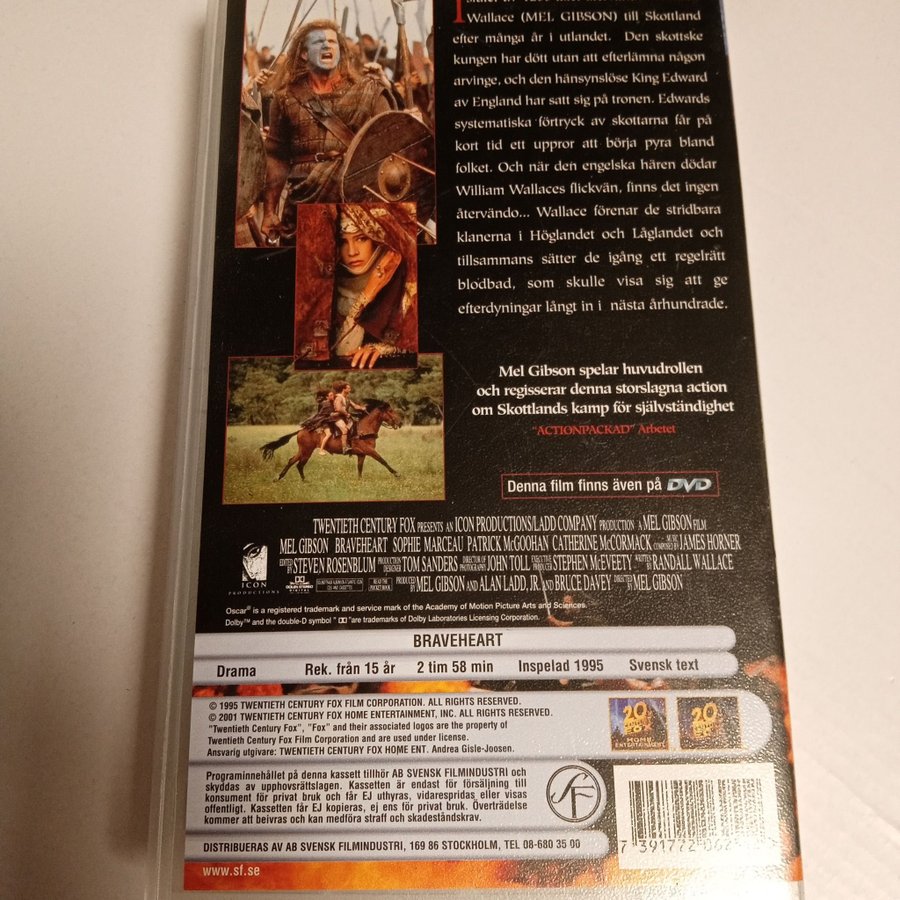 Wallace (MEL GIBSON) till Skottland
efter många år i utlandet. Den skottske
kungen har dött utan att efterlämna någon
arvinge, och den hänsynslöse King Edward
av England har satt sig på tronen. Edwards
systematiska förtryck av skottarna får på
kort tid ett uppror att börja pyra bland
folket. Och när den engelska hären dödar
William Wallaces flickvän, finns det ingen
återvändo... Wallace förenar de stridbara
klanerna i Höglandet och Låglandet och
tillsammans sätter de igång ett regelrätt
blodbad, som skulle visa sig att ge
efterdyningar långt in i nästa århundrade.
Mel Gibson spelar huvudrollen
och regisserar denna storslagna action
om Skottlands kamp för självständighet
"ACTIONPACKAD" Arbetet
Denna film finns även på DVD
TWENTIETH CENTURY FOX PRESENTS AN ICON PRODUCTIONS/LADD COMPANY PRODUCTION A MEL GIBSON FILM
MEL GIBSON BRAVEHEART SOPHIE MARCEAU PATRICK McGOOHAN CATHERINE McCORMACK MUSIC COMPOSED BY JAMES HORNER
EDITED BY STEVEN ROSENBLUM PRODUCTION DESIGNER TOM SANDERS DIRECTOR OF PHOTOGRAPHY JOHN TOLL EXECUTIVE PRODUCER STEPHEN McEVEETY WRITTEN BY RANDALL WALLACE
PRODUCED BY MEL GIBSON AND ALAN LADD, JR. AND BRUCE DAVEY DIRECTED BY MEL GIBSON
ICON
PRODUCTIONS
DOLBY STEREO
DIGITAL
READ THE
POCKET BOOK
Oscar® is a registered trademark and service mark of the Academy of Motion Picture Arts and Sciences.
Dolby™ and the double-D symbol " " are trademarks of Dolby Laboratories Licensing Corporation.
BRAVEHEART
Drama Rek. från 15 år 2 tim 58 min Inspelad 1995 Svensk text
© 1995 TWENTIETH CENTURY FOX FILM CORPORATION. ALL RIGHTS RESERVED.
© 2001 TWENTIETH CENTURY FOX HOME ENTERTAINMENT, INC. ALL RIGHTS RESERVED.
"Twentieth Century Fox", "Fox" and their associated logos are the property of
Twentieth Century Fox Film Corporation and are used under license.
Ansvarig utgivare: TWENTIETH CENTURY FOX HOME ENT. Andrea Gisle-Joosen.
20
HOME
ENTERTAINMENT
20
Programinnehållet på denna kassett tillhör AB SVENSK FILMINDUSTRI och
skyddas av upphovsrättslagen. Kassetten är endast för försäljning till
konsument för privat bruk och får EJ uthyras, vidarespridas eller visas
offentligt. Kassetten får EJ kopieras, ej ens för privat bruk. Överträdelse
kommer att beivras och kan medföra straff och skadeståndskrav.
SF
DISTRIBUERAS AV AB SVENSK FILMINDUSTRI, 169 86 STOCKHOLM, TEL 08-680 35 00
www.sf.se
7 391772 062